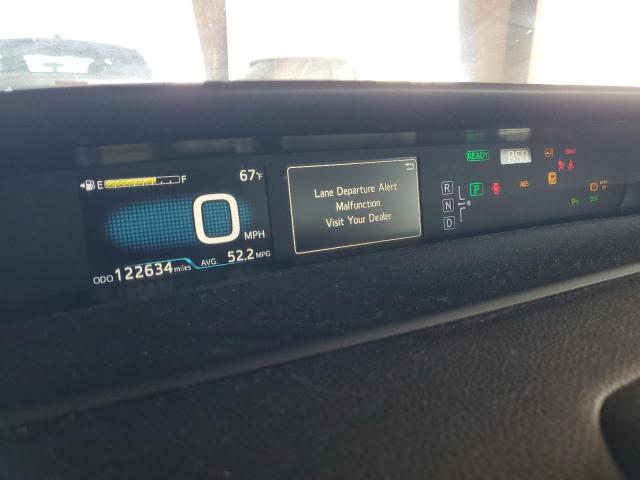 E F
67°F
0
MPH
ODO 122634 miles
AVG. 52.2 MPG
Lane Departure Alert
Malfunction
Visit Your Dealer
READY
R
N
D
P
ABS